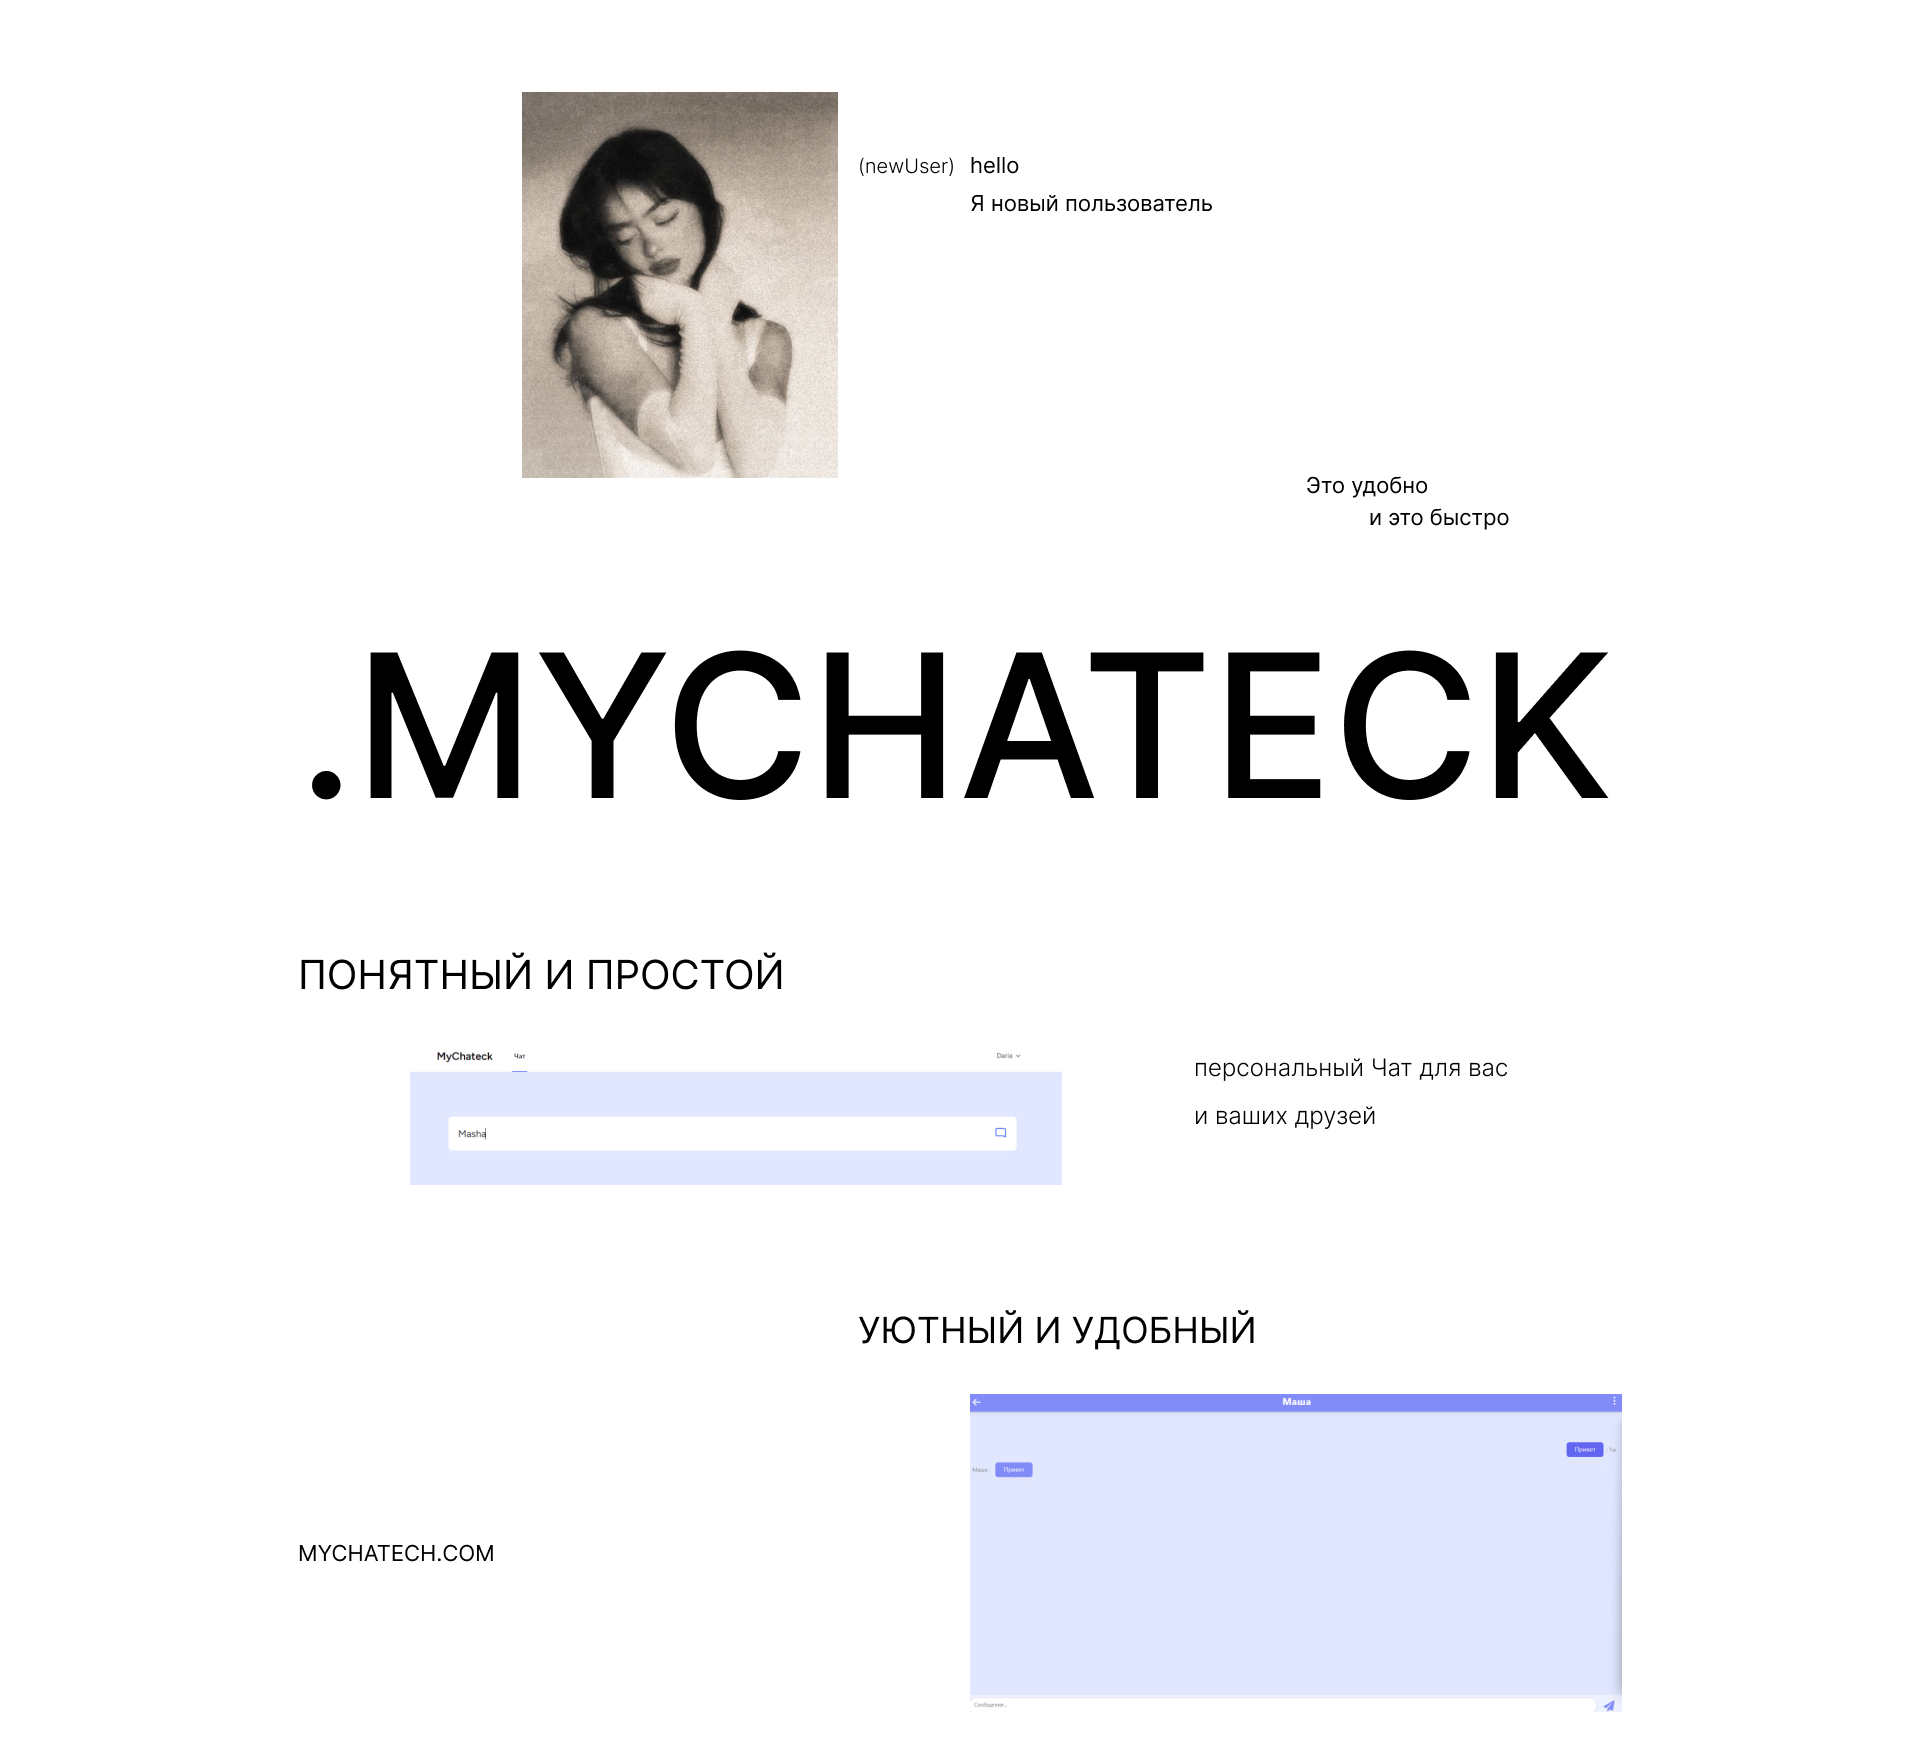 (newUser) hello
Я новый пользователь
Это удобно
и это быстро
.MYCHATECK
ПОНЯТНЫЙ И ПРОСТОЙ
MyChateck Чат Daria
Masha
персональный Чат для вас
и ваших друзей
УЮТНЫЙ И УДОБНЫЙ
Маша
Привет : Ты
Маша : Привет
MYCHATECH.COM
Сообщение...